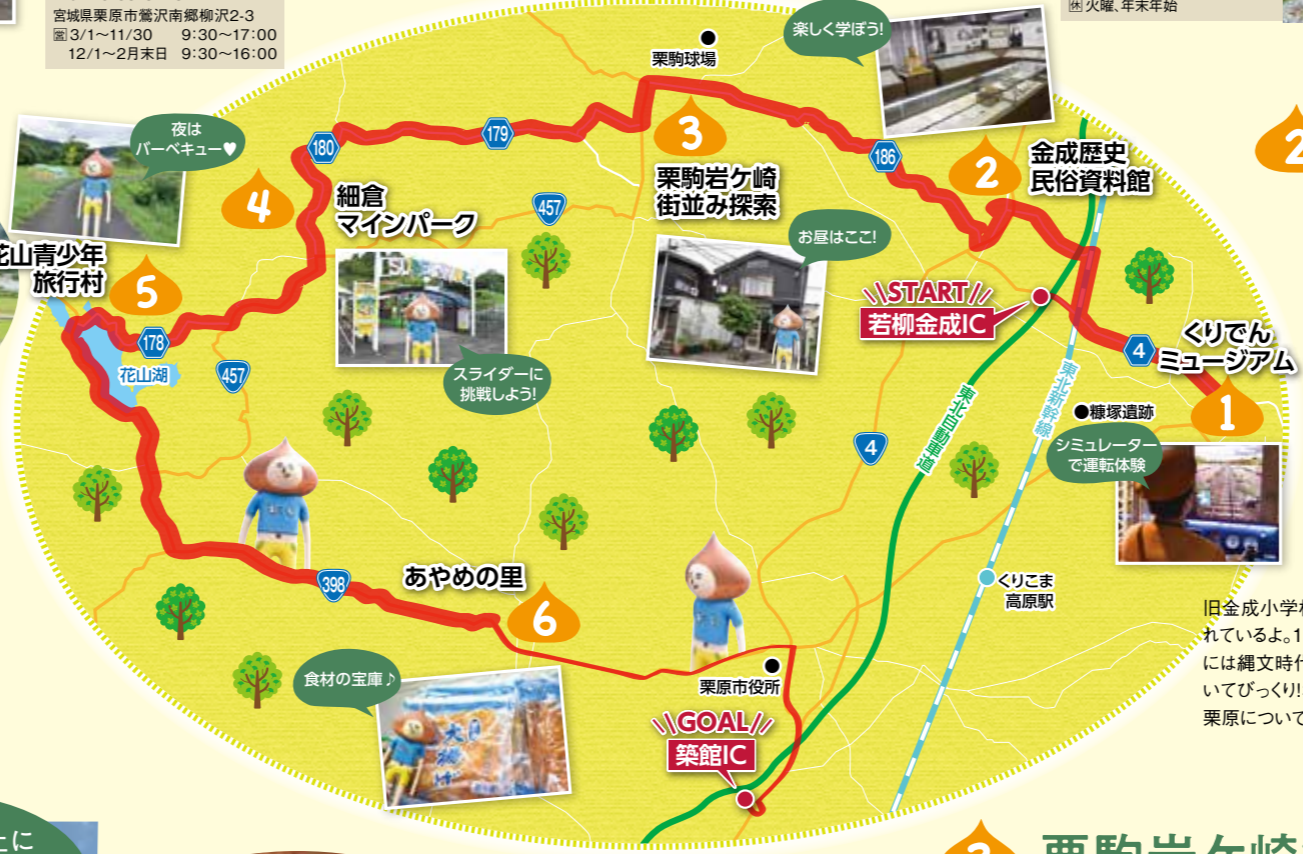 宮城県栗原市鶯沢南郷柳沢2-3
営3/1〜11/30 9:30〜17:00
12/1〜2月末日 9:30〜16:00
休 火曜、年末年始
楽しく学ぼう!
栗駒球場
夜は
バーベキュー♥
180
179
186
3
2
2
金成歴史
民俗資料館
4
細倉
マインパーク
457
栗駒岩ケ崎
街並み探索
お昼はここ!
花山青少年
旅行村
5
START
若柳金成IC
178
花山湖
457
スライダーに
挑戦しよう!
4
くりでん
ミュージアム
1
東北自動車道
東北新幹線
糠塚遺跡
シミュレーター
で運転体験
4
くりこま
高原駅
398
あやめの里
6
食材の宝庫♪
大揚げ
栗原市役所
GOAL
築館IC
旧金成小学校
れているよ。1
には縄文時代
いてびっくり!
栗原について
上に
3
栗駒岩ケ崎